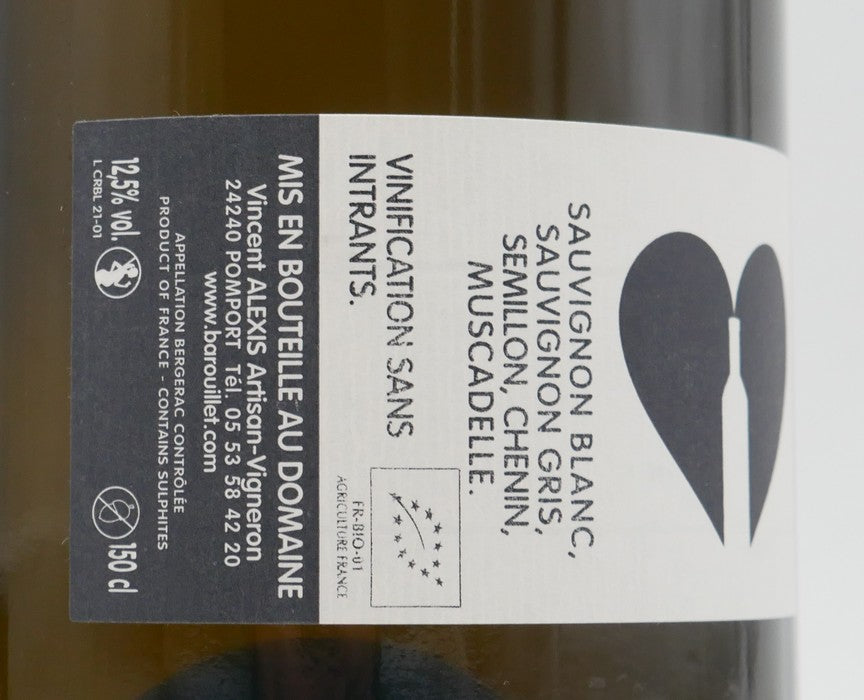 SAUVIGNON BLANC,
SAUVIGNON GRIS,
SEMILLON, CHENIN,
MUSCADELLE.
VINIFICATION SANS
INTRANTS.
FR-BIO-01
AGRICULTURE FRANCE
MIS EN BOUTEILLE AU DOMAINE
Vincent ALEXIS Artisan-Vigneron
24240 POMPORT Tél. 05 53 58 42 20
www.barouillet.com
APPELLATION BERGERAC CONTRÔLÉE
PRODUCT OF FRANCE - CONTAINS SULPHITES
12,5% vol. 150 cl
L CRBL 21-01